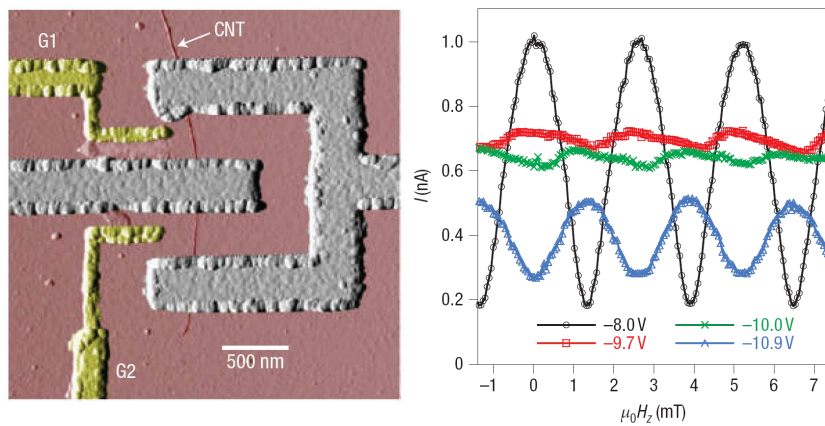 G1
CNT
G2
500 nm
I (nA)
1.0
0.8
0.6
0.4
0.2
0
−8.0 V
−10.0 V
−9.7 V
−10.9 V
−1 0 1 2 3 4 5 6 7
μ₀H_z (mT)